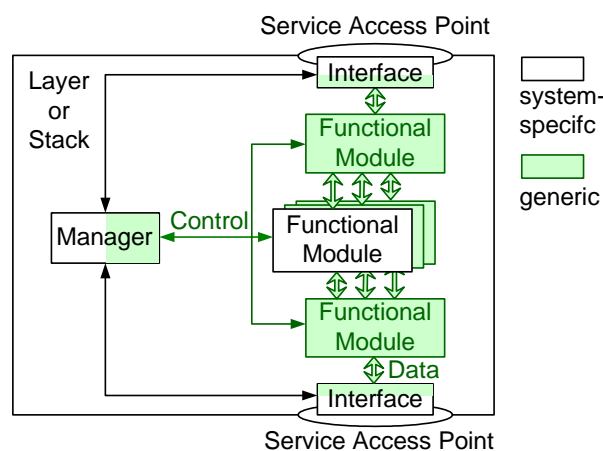 Service Access Point
Interface
Layer
or
Stack
system-
specifc
Functional
Module
generic
Control
Manager
Functional
Module
Functional
Module
Data
Interface
Service Access Point